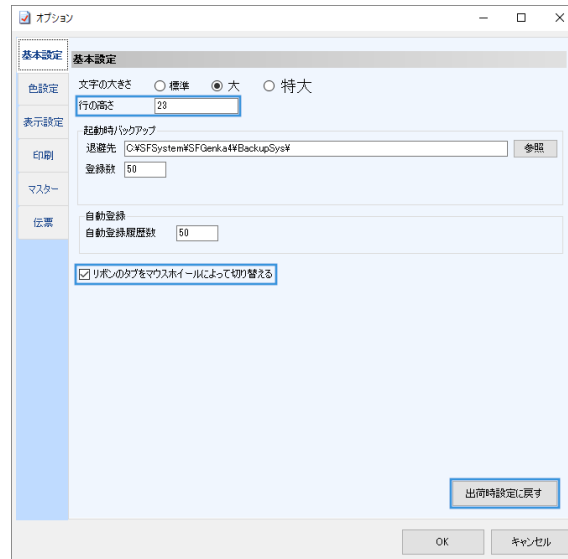 オプション
基本設定
色設定
表示設定
印刷
マスター
伝票
基本設定
文字の大きさ 標準 大 特大
行の高さ 23
起動時バックアップ
退避先 C:¥SFSystem¥SFGenka4¥BackupSys¥ 参照
登録数 50
自動登録
自動登録履歴数 50
リボンのタブをマウスホイールによって切り替える
出荷時設定に戻す
OK キャンセル